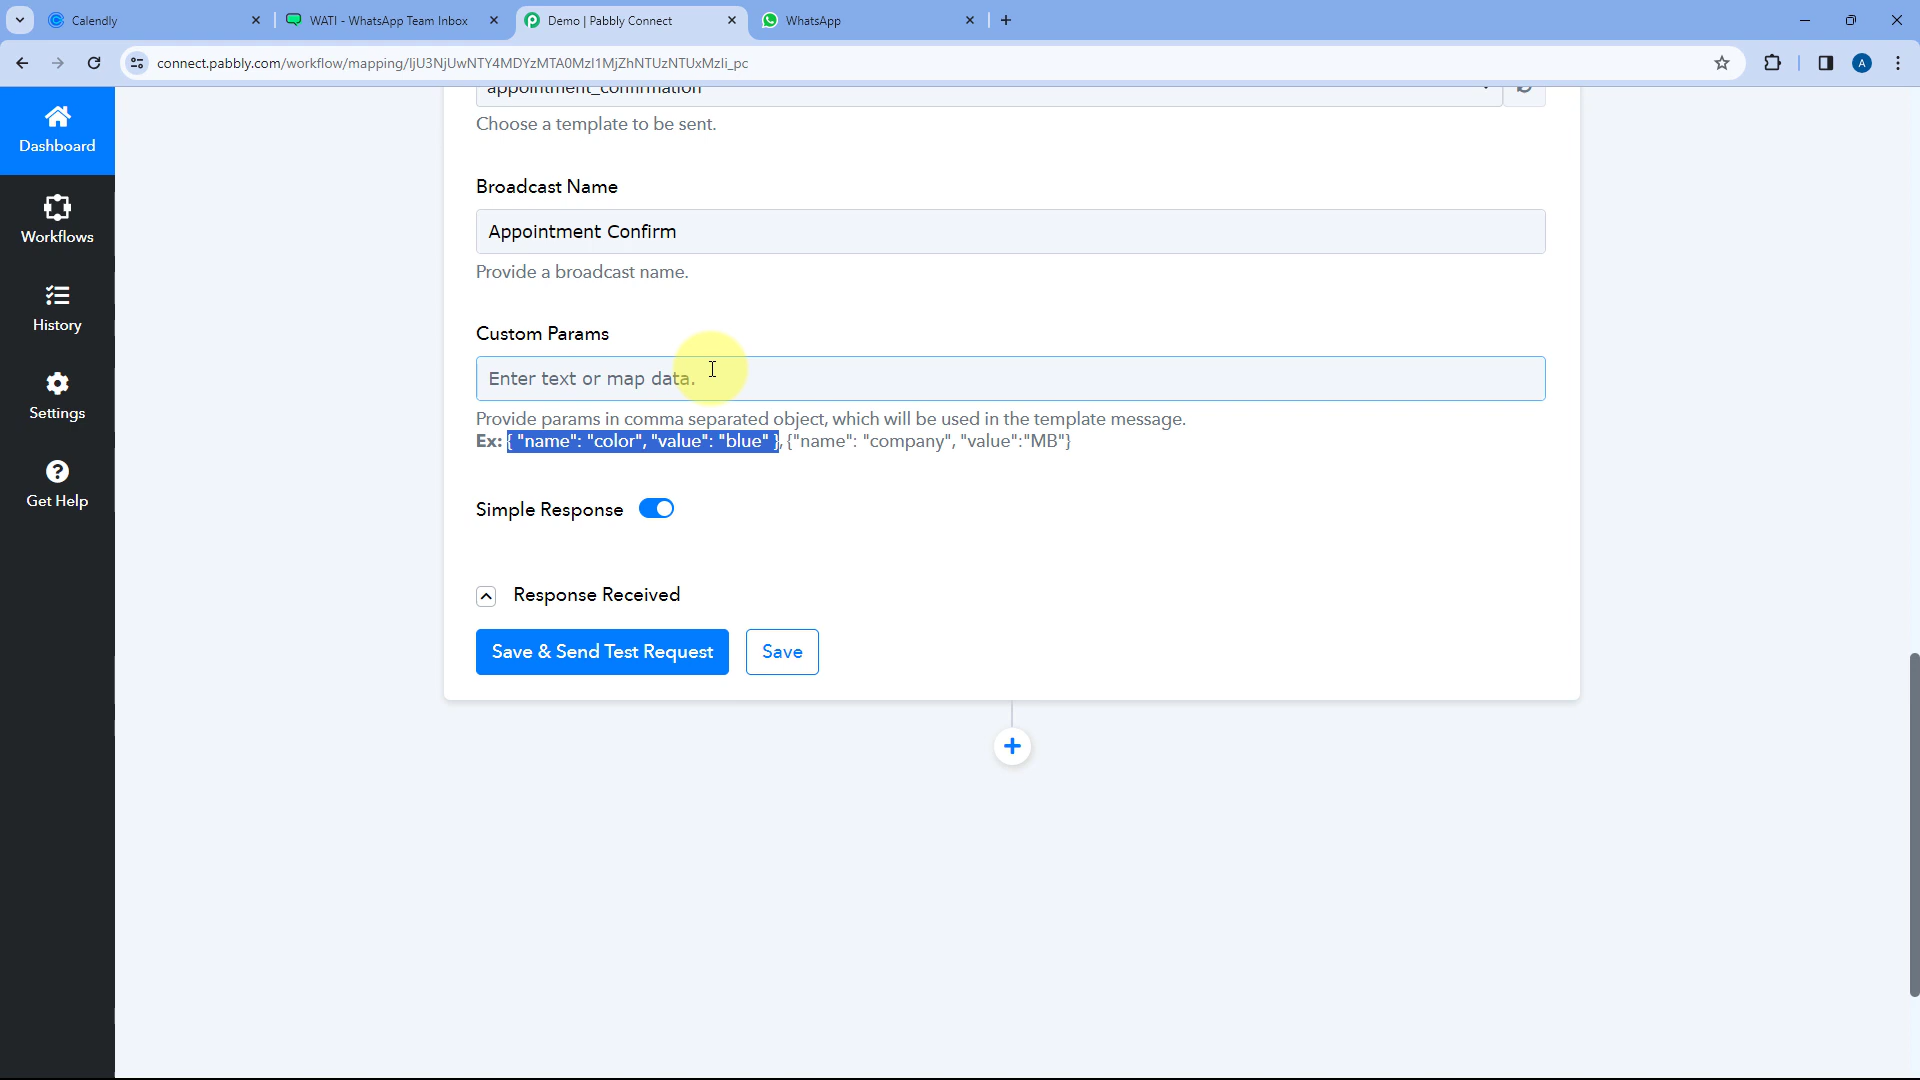 Calendly
WATI - WhatsApp Team Inbox
Demo | Pabbly Connect
WhatsApp
connect.pabbly.com/workflow/mapping/IjU3NjUwNTY4MDYzMTA0MzI1MjZhNTUzNTUxMzIi_pc
A
Dashboard
Workflows
History
Settings
Get Help
appointment_confirmation
Choose a template to be sent.
Broadcast Name
Appointment Confirm
Provide a broadcast name.
Custom Params
Enter text or map data.
Provide params in comma separated object, which will be used in the template message.
Ex: { "name": "color", "value": "blue" }, {"name": "company", "value":"MB"}
Simple Response
Response Received
Save & Send Test Request
Save